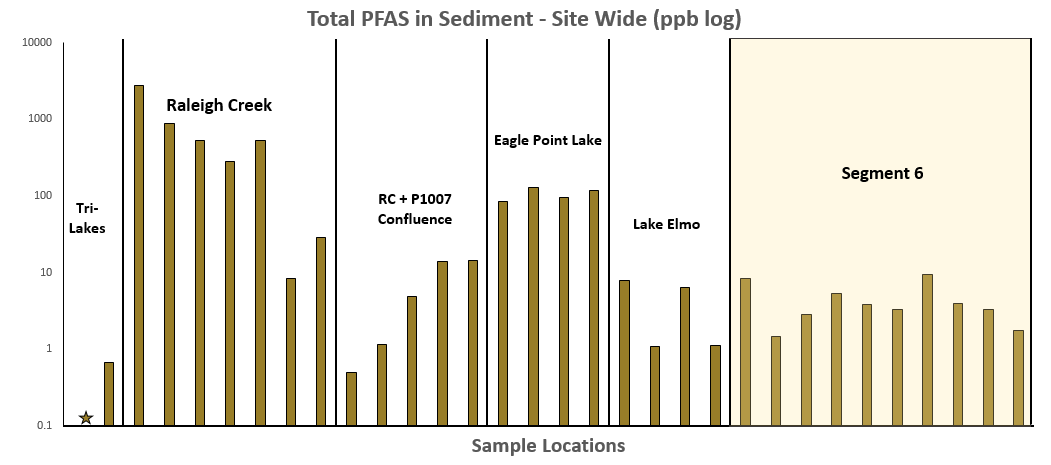 Total PFAS in Sediment - Site Wide (ppb log)
10000
1000
100
10
1
0.1
Tri-
Lakes
Raleigh Creek
RC + P1007
Confluence
Eagle Point Lake
Lake Elmo
Segment 6
Sample Locations